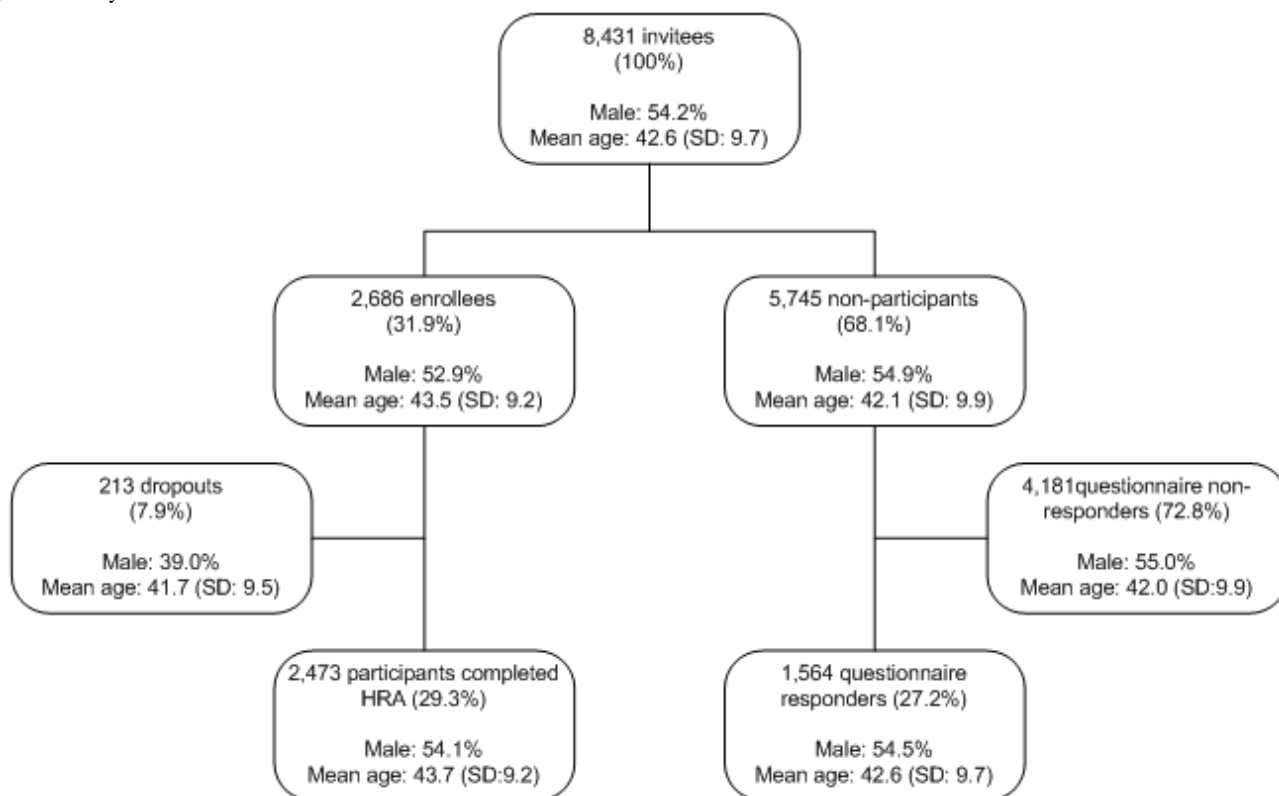 8,431 invitees
(100%)
Male: 54.2%
Mean age: 42.6 (SD: 9.7)
2,686 enrollees
(31.9%)
Male: 52.9%
Mean age: 43.5 (SD: 9.2)
5,745 non-participants
(68.1%)
Male: 54.9%
Mean age: 42.1 (SD: 9.9)
213 dropouts
(7.9%)
Male: 39.0%
Mean age: 41.7 (SD: 9.5)
4,181questionnaire non-
responders (72.8%)
Male: 55.0%
Mean age: 42.0 (SD:9.9)
2,473 participants completed
HRA (29.3%)
Male: 54.1%
Mean age: 43.7 (SD:9.2)
1,564 questionnaire
responders (27.2%)
Male: 54.5%
Mean age: 42.6 (SD: 9.7)